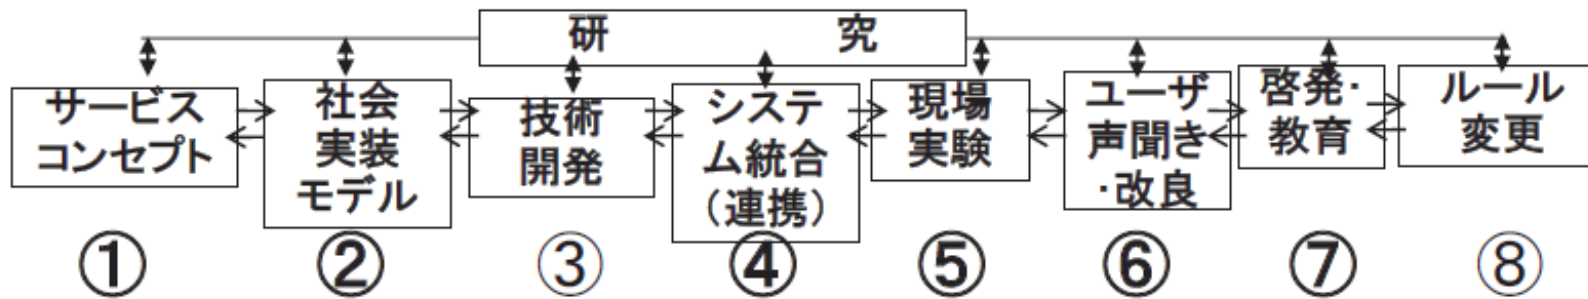 研究
サービス
コンセプト
社会
実装
モデル
技術
開発
システ
ム統合
（連携）
現場
実験
ユーザ
声聞き
・改良
啓発・
教育
ルール
変更
① ② ③ ④ ⑤ ⑥ ⑦ ⑧